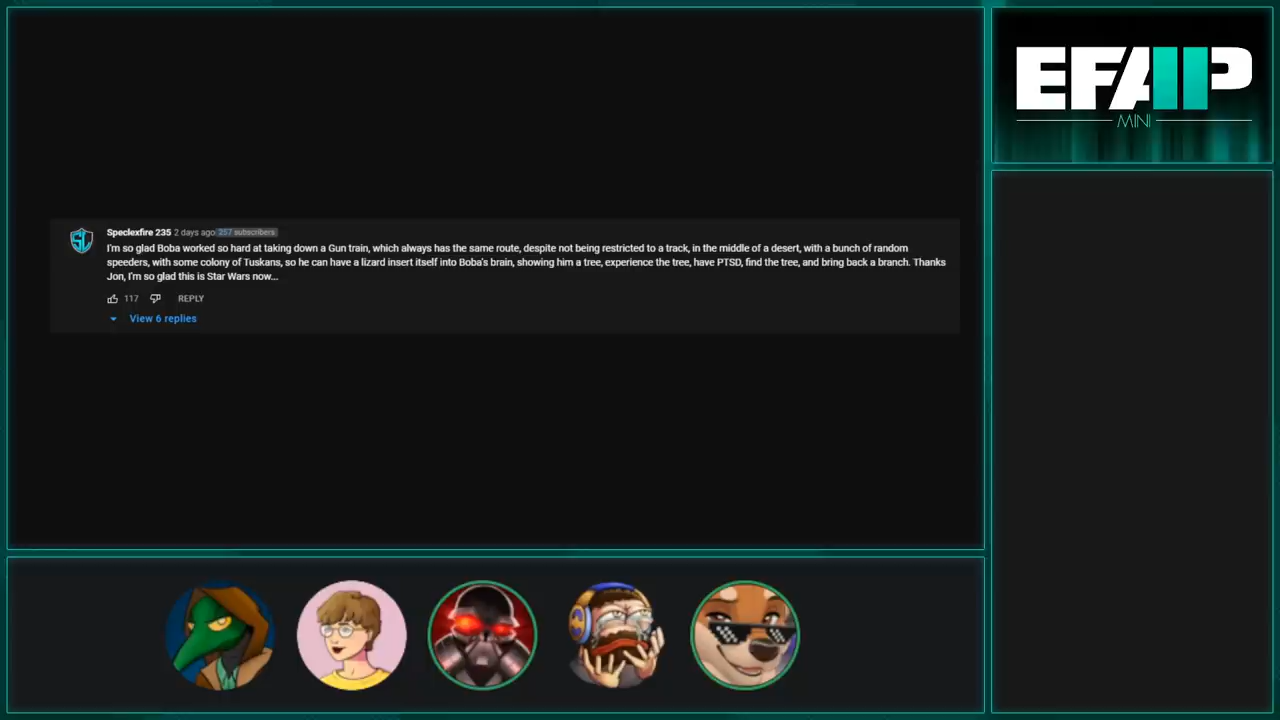 EFAP
MINI
Speclexfire 235 2 days ago 257 subscribers
I'm so glad Boba worked so hard at taking down a Gun train, which always has the same route, despite not being restricted to a track, in the middle of a desert, with a bunch of random
speeders, with some colony of Tuskans, so he can have a lizard insert itself into Boba's brain, showing him a tree, experience the tree, have PTSD, find the tree, and bring back a branch. Thanks
Jon, I'm so glad this is Star Wars now...
117 REPLY
View 6 replies